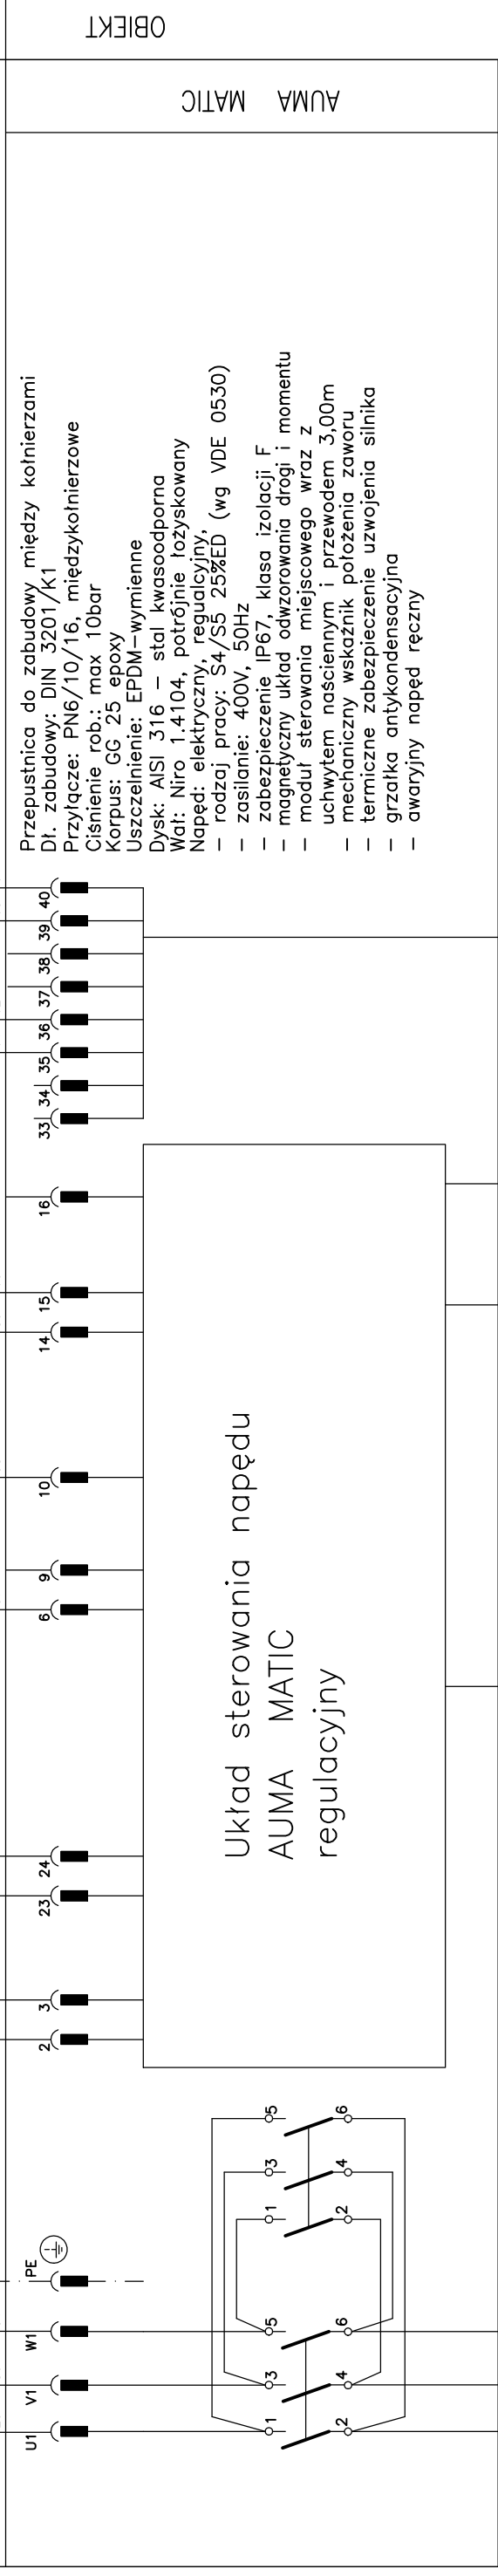 OBIEKT
AUMA MATIC
Przepustnica do zabudowy między kołnierzami
Dł. zabudowy: DIN 3201/K1
Przyłącze: PN6/10/16, międzykołnierzowe
Ciśnienie rob.: max 10bar
Korpus: GG 25 epoxy
Uszczelnienie: EPDM-wymienne
Dysk: AISI 316 – stal kwasoodporna
Wał: Niro 1.4104, potrójnie łożyskowany
Napęd: elektryczny, regualcyjny,
– rodzaj pracy: S4/S5 25%ED (wg VDE 0530)
– zasilanie: 400V, 50Hz
– zabezpieczenie IP67, klasa izolacji F
– magnetyczny układ odwzorowania drogi i momentu
– moduł sterowania miejscowego wraz z
uchwytem naściennym i przewodem 3,00m
– mechaniczny wskaźnik położenia zaworu
– termiczne zabezpieczenie uzwojenia silnika
– grzałka antykondensacyjna
– awaryjny napęd ręczny
U1 V1 W1 PE 2 3 23 24 6 9 10 14 15 16 33 34 35 36 37 38 39 40
Układ sterowania napędu
AUMA MATIC
regulacyjny
1 3 5 1 3 5
2 4 6 2 4 6